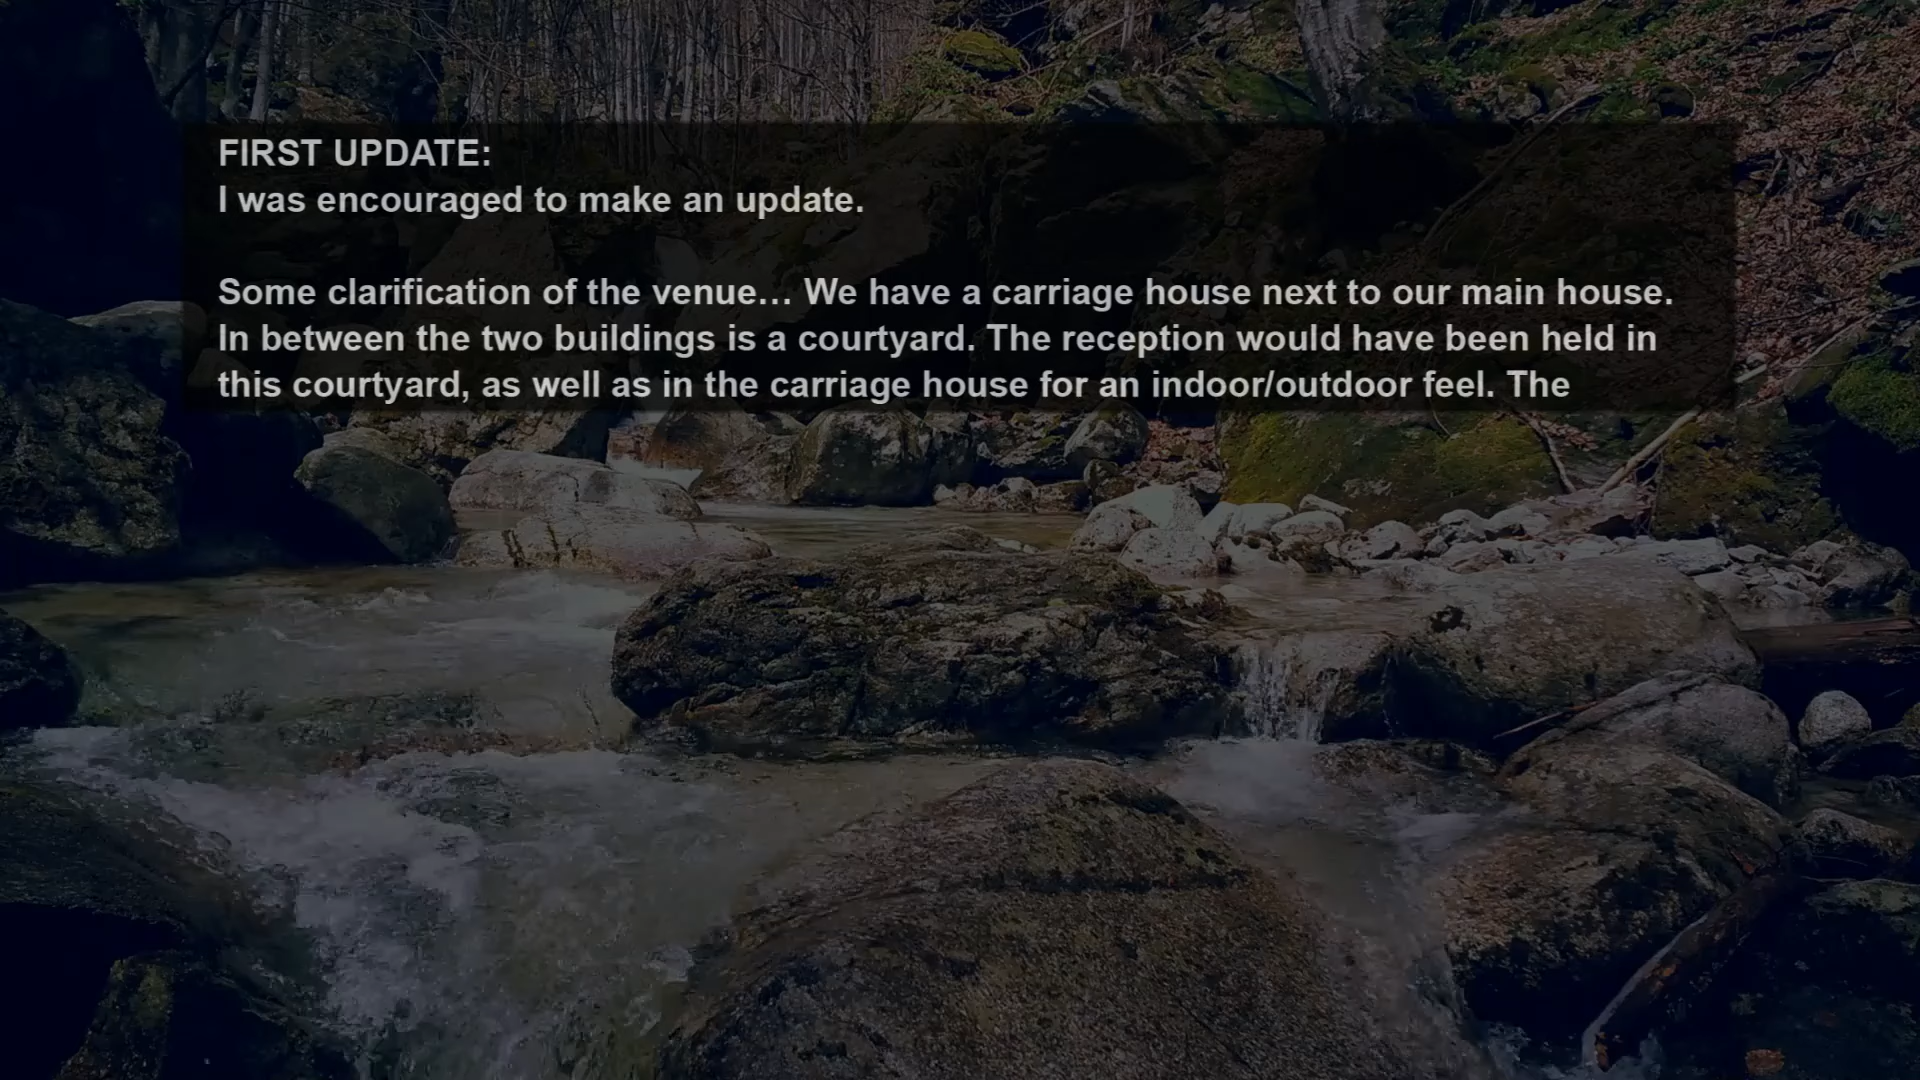 FIRST UPDATE:
I was encouraged to make an update.
Some clarification of the venue… We have a carriage house next to our main house.
In between the two buildings is a courtyard. The reception would have been held in
this courtyard, as well as in the carriage house for an indoor/outdoor feel. The